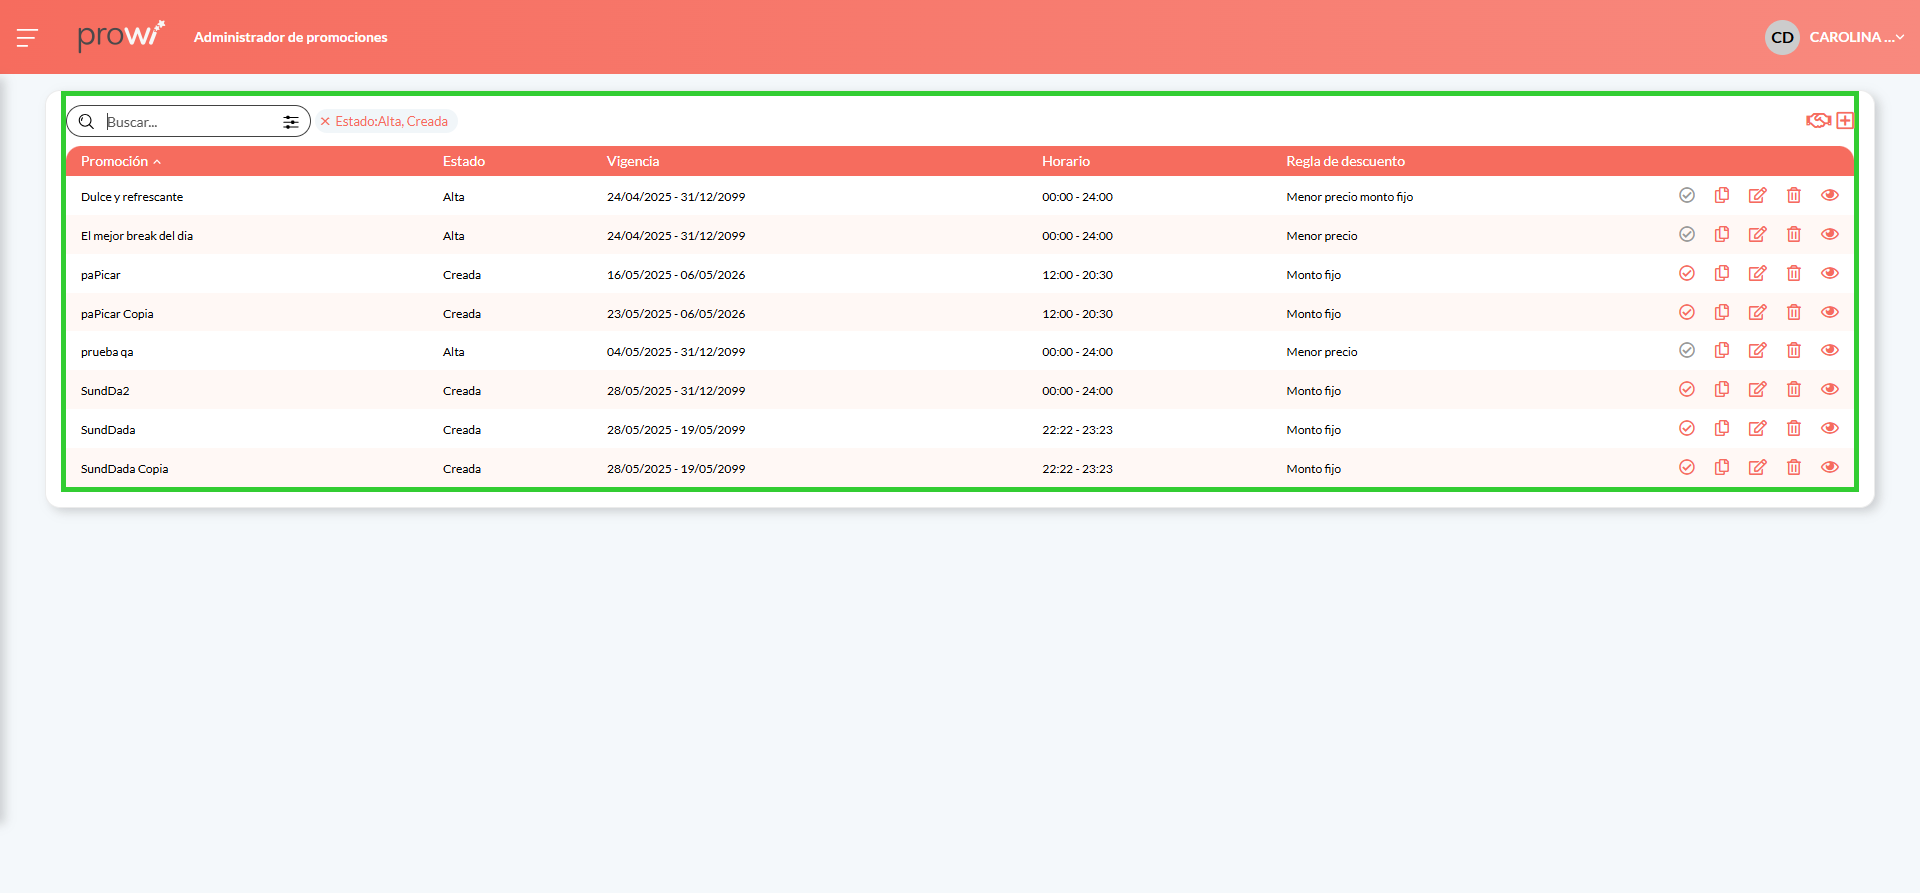 prowi Administrador de promociones CD CAROLINA ...
Buscar... Estado:Alta, Creada
Promoción Estado Vigencia Horario Regla de descuento
Dulce y refrescante Alta 24/04/2025 - 31/12/2099 00:00 - 24:00 Menor precio monto fijo
El mejor break del dia Alta 24/04/2025 - 31/12/2099 00:00 - 24:00 Menor precio
paPicar Creada 16/05/2025 - 06/05/2026 12:00 - 20:30 Monto fijo
paPicar Copia Creada 23/05/2025 - 06/05/2026 12:00 - 20:30 Monto fijo
prueba qa Alta 04/05/2025 - 31/12/2099 00:00 - 24:00 Menor precio
SundDa2 Creada 28/05/2025 - 31/12/2099 00:00 - 24:00 Monto fijo
SundDada Creada 28/05/2025 - 19/05/2099 22:22 - 23:23 Monto fijo
SundDada Copia Creada 28/05/2025 - 19/05/2099 22:22 - 23:23 Monto fijo